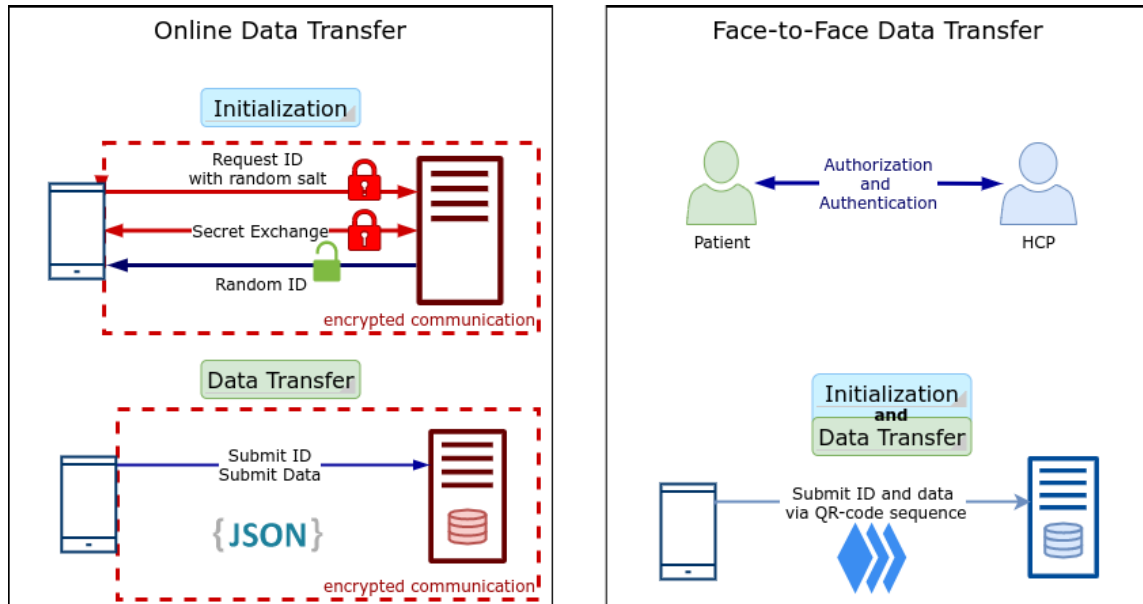 Online Data Transfer
Initialization
Request ID
with random salt
Secret Exchange
Random ID
encrypted communication
Data Transfer
Submit ID
Submit Data
{JSON}
encrypted communication
Face-to-Face Data Transfer
Authorization
and
Authentication
Patient
HCP
Initialization
and
Data Transfer
Submit ID and data
via QR-code sequence